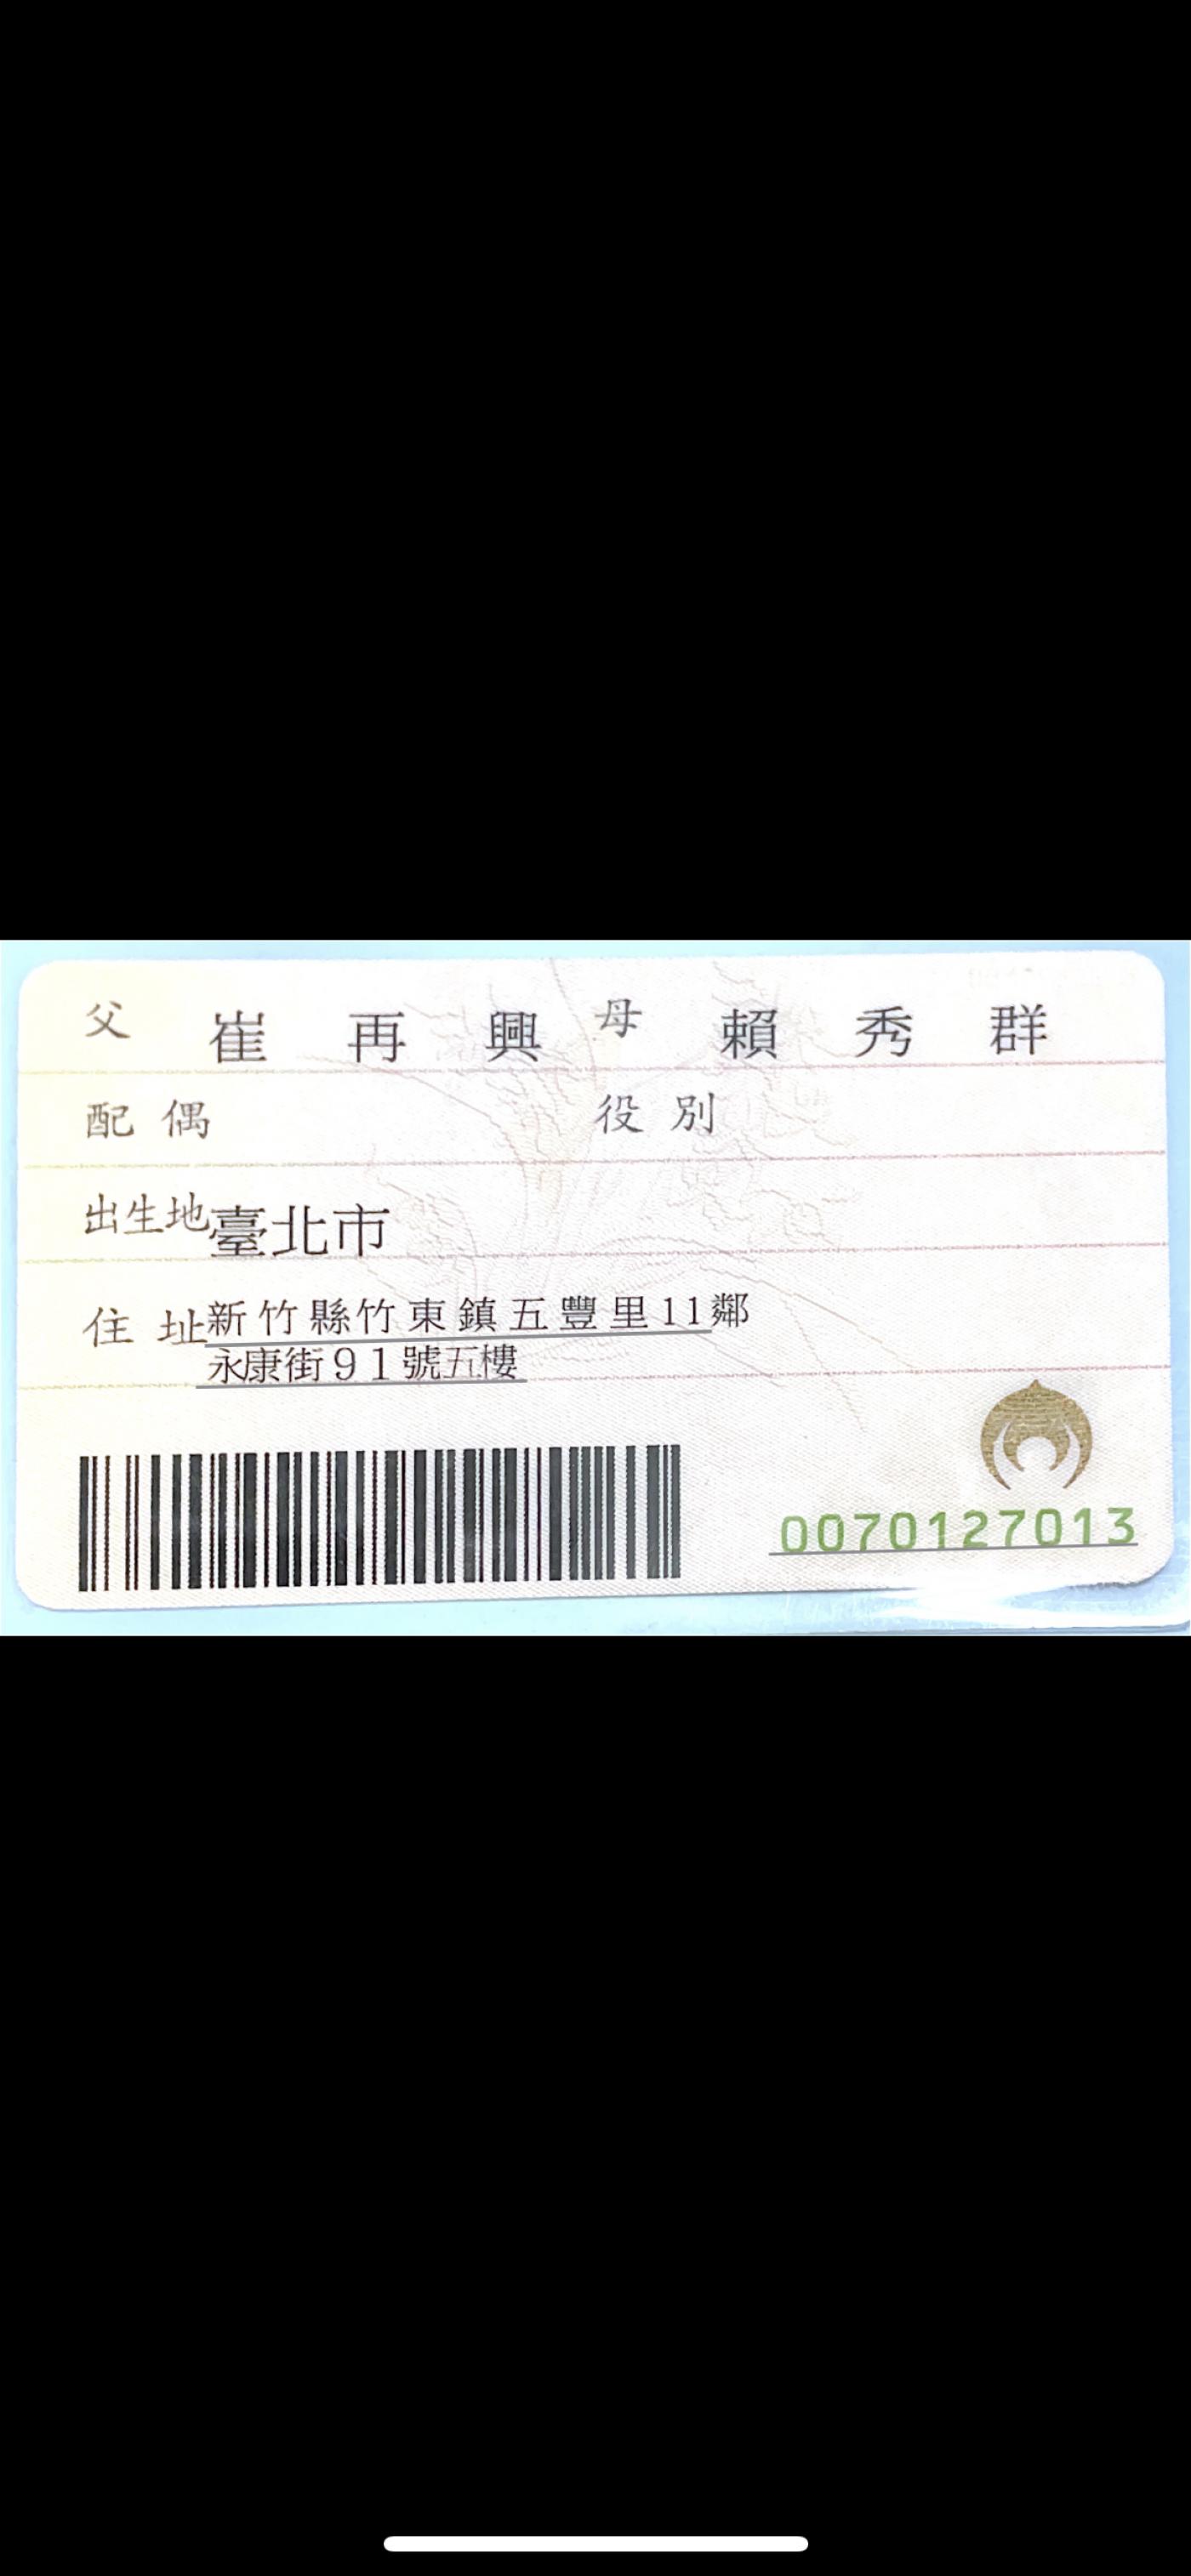 父 崔再興 母 賴秀群
配偶 役別
出生地 臺北市
住址 新竹縣竹東鎮五豐里11鄰
永康街91號五樓
0070127013